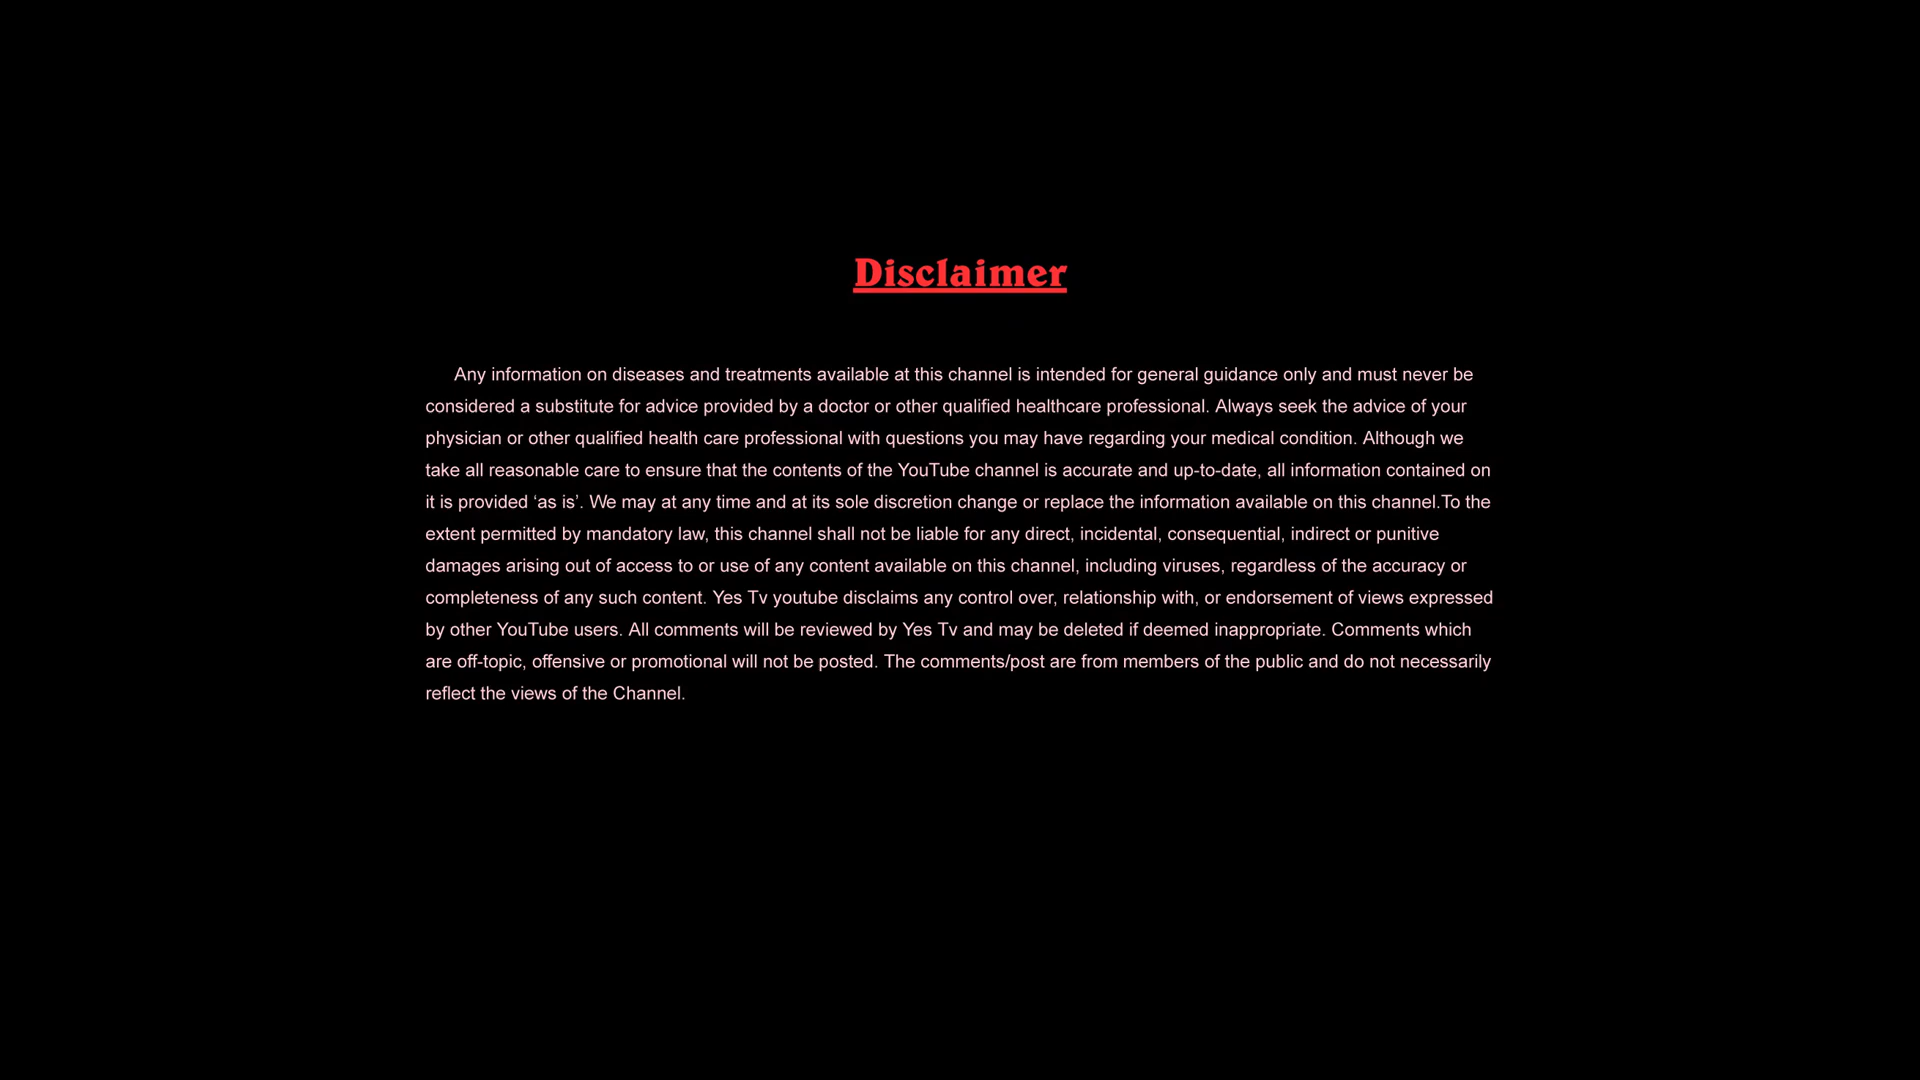 Disclaimer
Any information on diseases and treatments available at this channel is intended for general guidance only and must never be
considered a substitute for advice provided by a doctor or other qualified healthcare professional. Always seek the advice of your
physician or other qualified health care professional with questions you may have regarding your medical condition. Although we
take all reasonable care to ensure that the contents of the YouTube channel is accurate and up-to-date, all information contained on
it is provided ‘as is’. We may at any time and at its sole discretion change or replace the information available on this channel.To the
extent permitted by mandatory law, this channel shall not be liable for any direct, incidental, consequential, indirect or punitive
damages arising out of access to or use of any content available on this channel, including viruses, regardless of the accuracy or
completeness of any such content. Yes Tv youtube disclaims any control over, relationship with, or endorsement of views expressed
by other YouTube users. All comments will be reviewed by Yes Tv and may be deleted if deemed inappropriate. Comments which
are off-topic, offensive or promotional will not be posted. The comments/post are from members of the public and do not necessarily
reflect the views of the Channel.